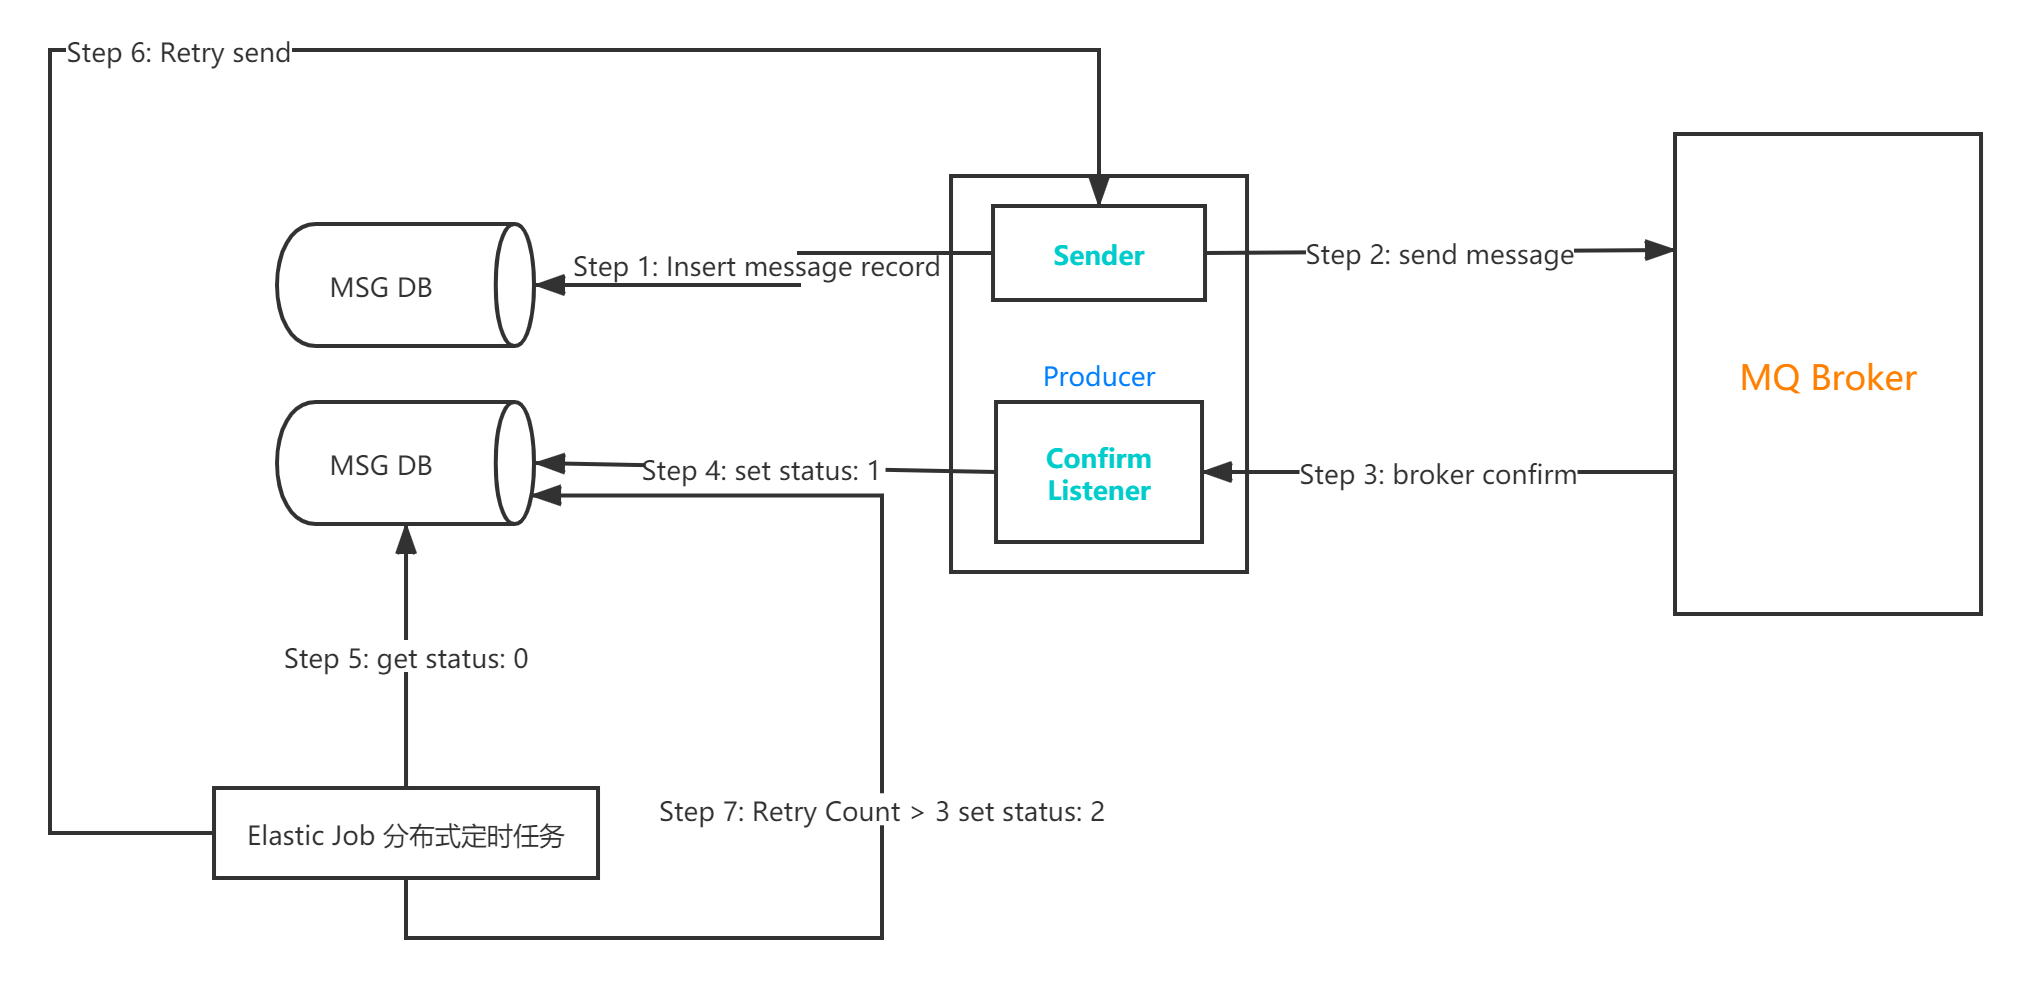 Step 6: Retry send
MSG DB
Step 1: Insert message record
Sender
Step 2: send message
Producer
MQ Broker
MSG DB
Step 4: set status: 1
Confirm
Listener
Step 3: broker confirm
Step 5: get status: 0
Step 7: Retry Count > 3 set status: 2
Elastic Job 分布式定时任务